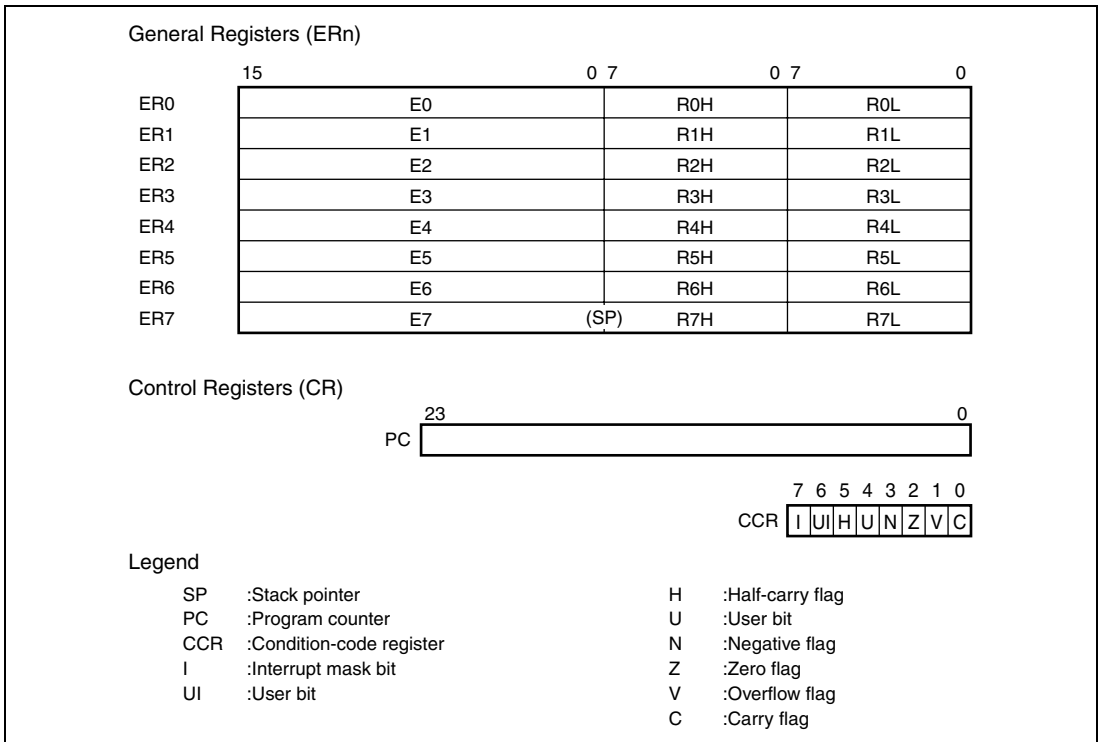 General Registers (ERn)
15 0 7 0 7 0
ER0 E0 R0H R0L
ER1 E1 R1H R1L
ER2 E2 R2H R2L
ER3 E3 R3H R3L
ER4 E4 R4H R4L
ER5 E5 R5H R5L
ER6 E6 R6H R6L
ER7 E7 (SP) R7H R7L
Control Registers (CR)
23 0
PC
7 6 5 4 3 2 1 0
CCR I UI H U N Z V C
Legend
SP :Stack pointer
PC :Program counter
CCR :Condition-code register
I :Interrupt mask bit
UI :User bit
H :Half-carry flag
U :User bit
N :Negative flag
Z :Zero flag
V :Overflow flag
C :Carry flag